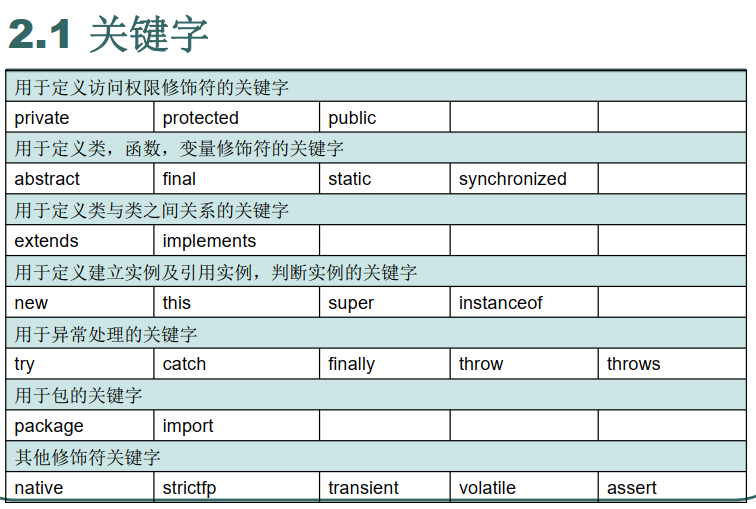 2.1 关键字
用于定义访问权限修饰符的关键字
private protected public
用于定义类，函数，变量修饰符的关键字
abstract final static synchronized
用于定义类与类之间关系的关键字
extends implements
用于定义建立实例及引用实例，判断实例的关键字
new this super instanceof
用于异常处理的关键字
try catch finally throw throws
用于包的关键字
package import
其他修饰符关键字
native strictfp transient volatile assert